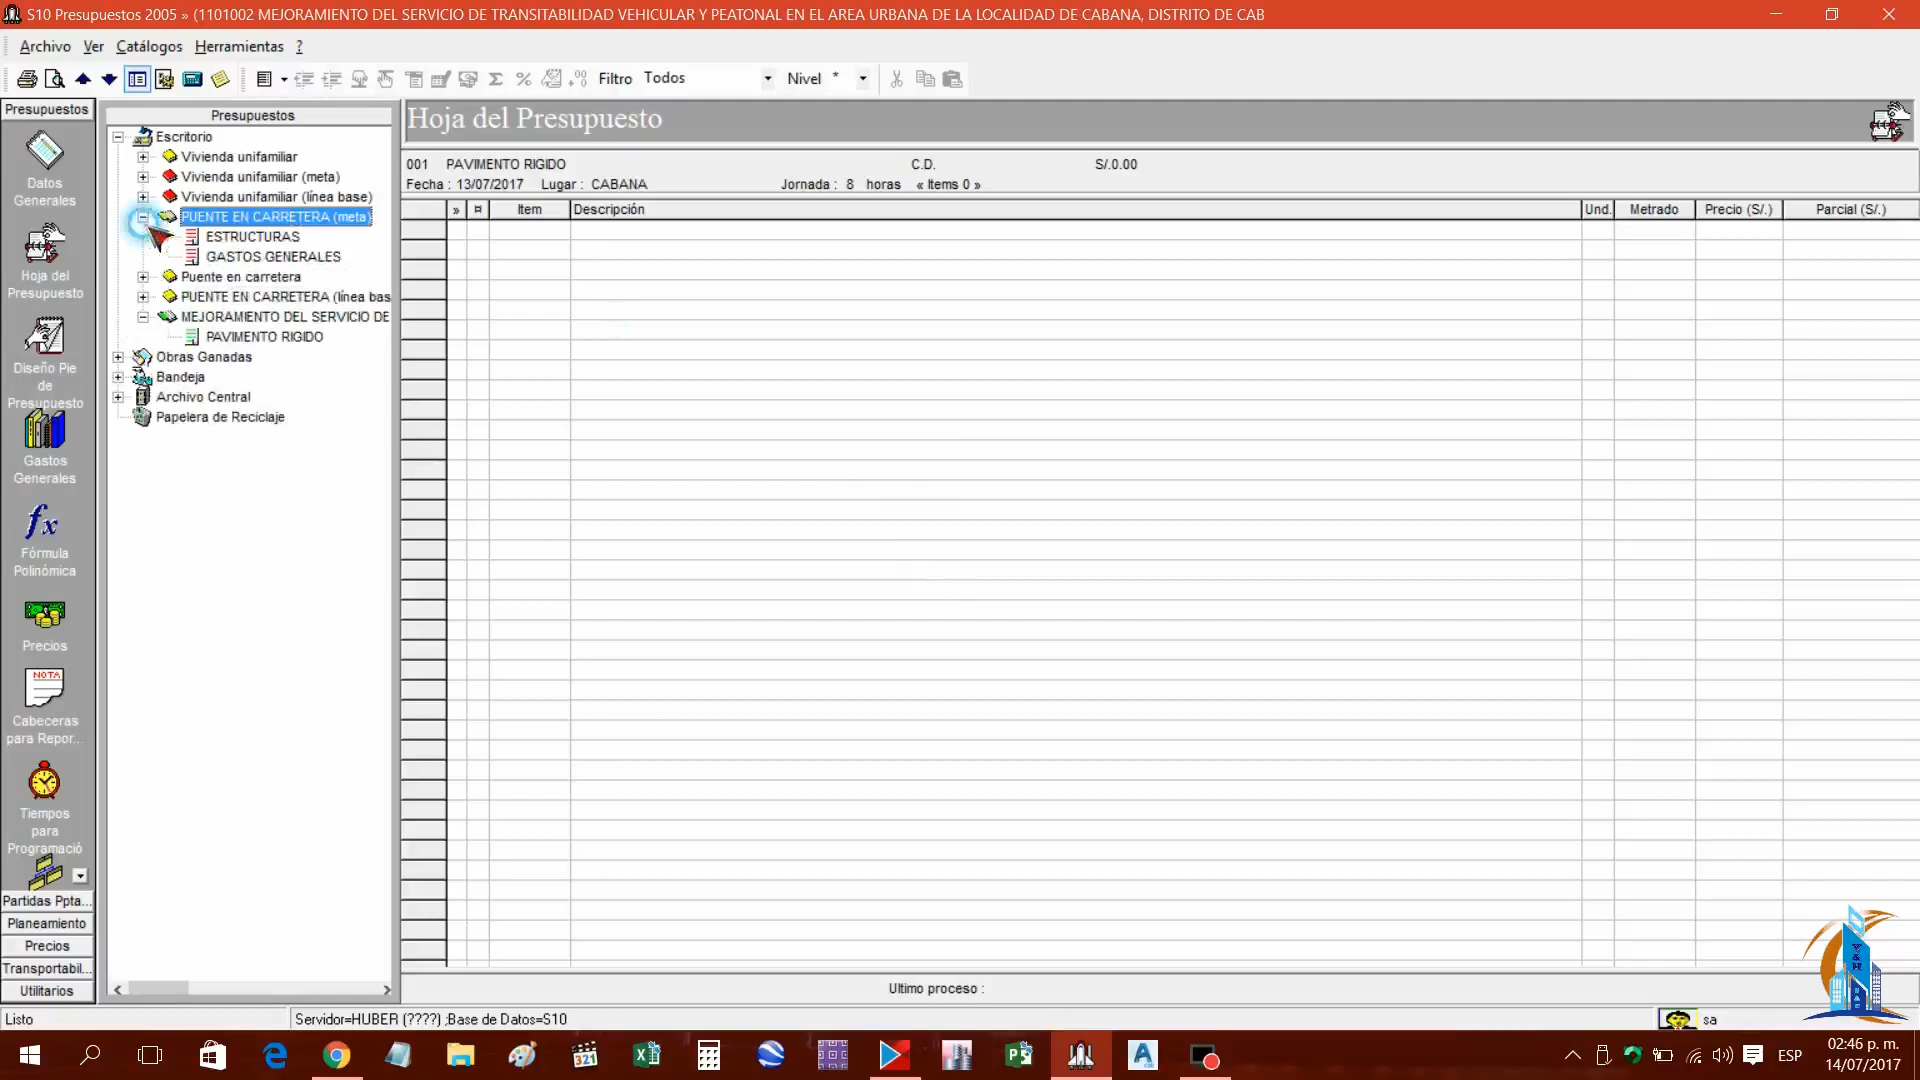 S10 Presupuestos 2005 » (1101002 MEJORAMIENTO DEL SERVICIO DE TRANSITABILIDAD VEHICULAR Y PEATONAL EN EL AREA URBANA DE LA LOCALIDAD DE CABANA, DISTRITO DE CAB
Archivo Ver Catálogos Herramientas ?
Filtro Todos Nivel *
Presupuestos
Datos
Generales
Hoja del
Presupuesto
Diseño Pie
de
Presupuesto
Gastos
Generales
fx
Fórmula
Polinómica
Precios
NOTA
Cabeceras
para Repor...
Tiempos
para
Programació
Partidas Ppta...
Planeamiento
Precios
Transportabil...
Utilitarios
Presupuestos
Escritorio
Vivienda unifamiliar
Vivienda unifamiliar (meta)
Vivienda unifamiliar (línea base)
PUENTE EN CARRETERA (meta)
ESTRUCTURAS
GASTOS GENERALES
Puente en carretera
PUENTE EN CARRETERA (línea bas
MEJORAMIENTO DEL SERVICIO DE
PAVIMENTO RIGIDO
Obras Ganadas
Bandeja
Archivo Central
Papelera de Reciclaje
Hoja del Presupuesto
001 PAVIMENTO RIGIDO C.D. S/.0.00
Fecha : 13/07/2017 Lugar : CABANA Jornada : 8 horas « Items 0 »
» ¤ Item Descripción Und. Metrado Precio (S/.) Parcial (S/.)
Ultimo proceso :
Listo Servidor=HUBER (????) ;Base de Datos=S10 sa
ESP
02:46 p. m.
14/07/2017